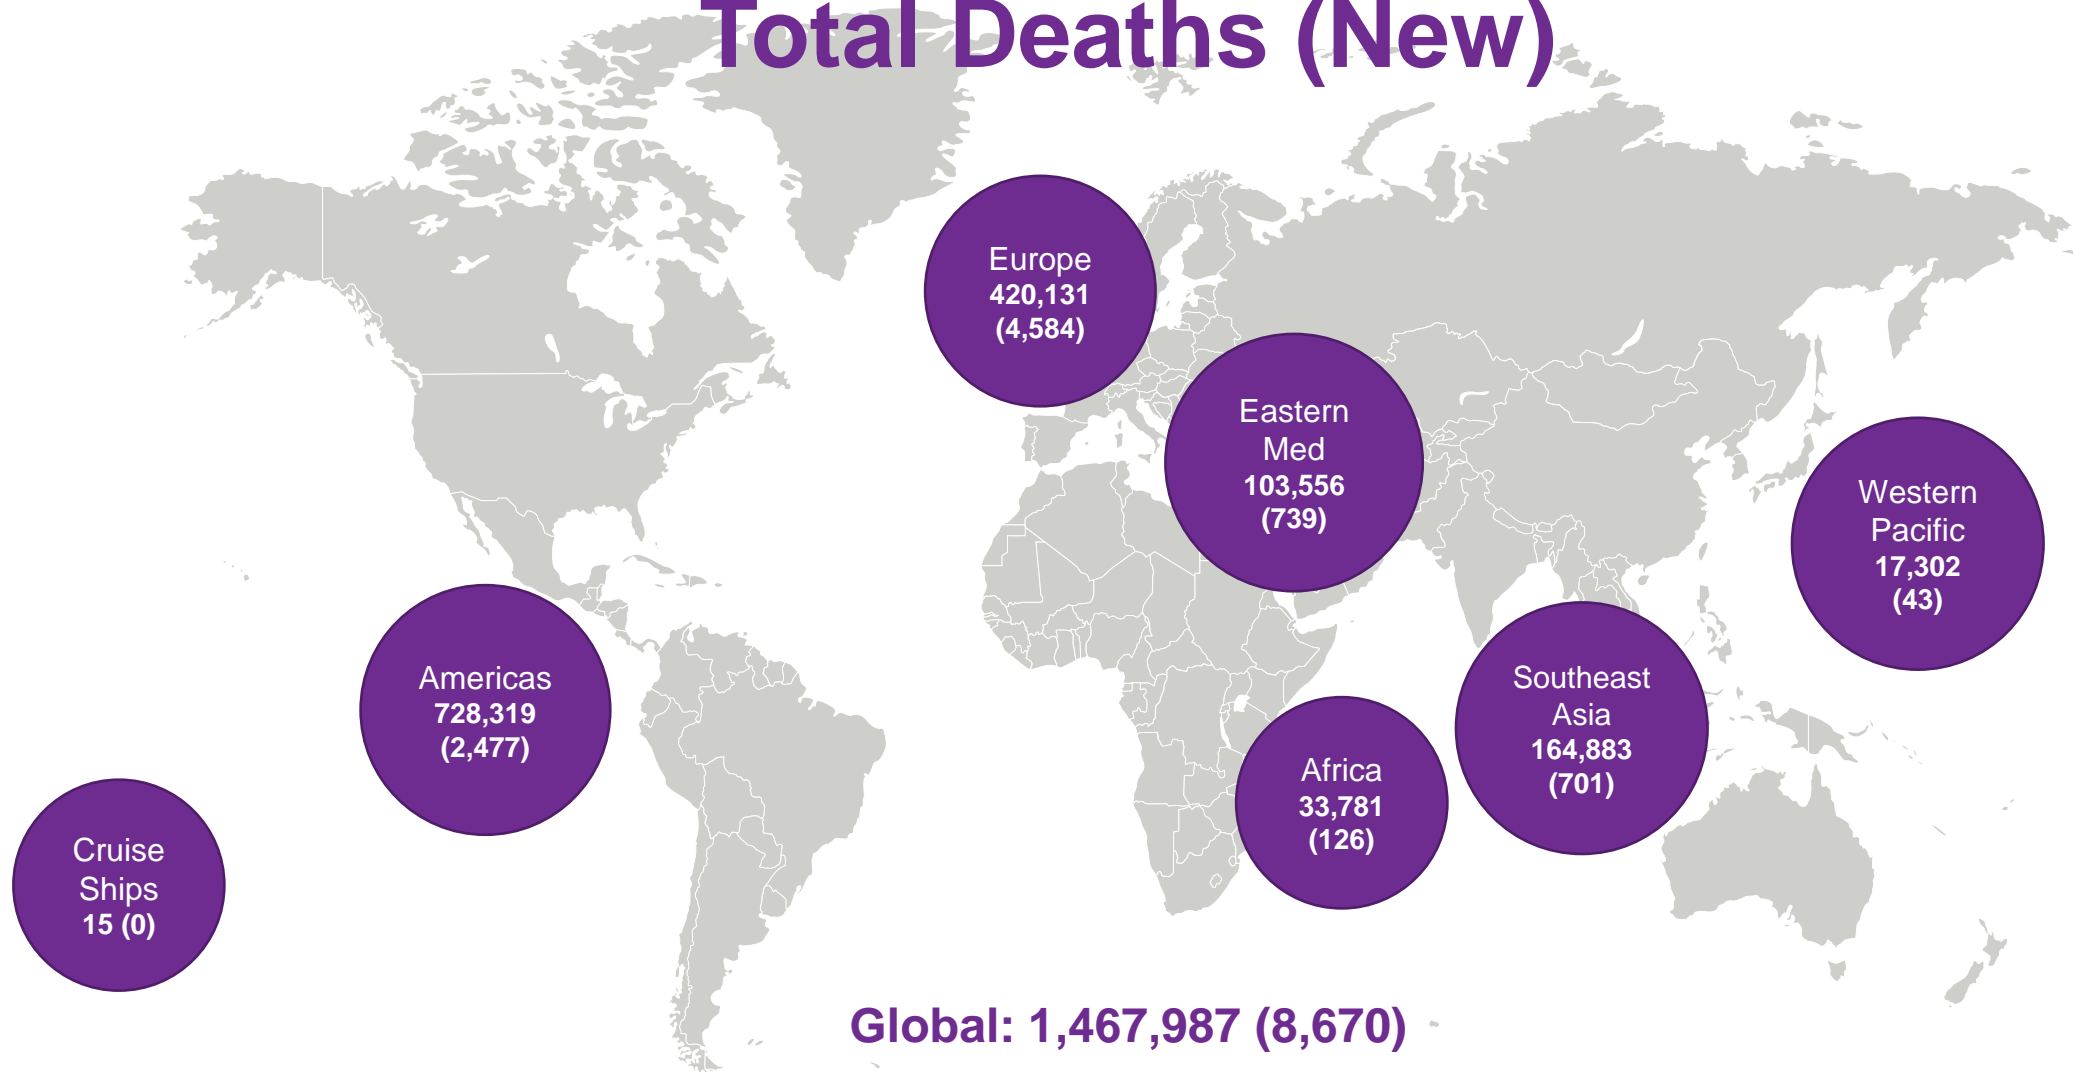 Total Deaths (New)
Europe
420,131
(4,584)
Eastern
Med
103,556
(739)
Western
Pacific
17,302
(43)
Americas
728,319
(2,477)
Southeast
Asia
164,883
(701)
Africa
33,781
(126)
Cruise
Ships
15 (0)
Global: 1,467,987 (8,670)